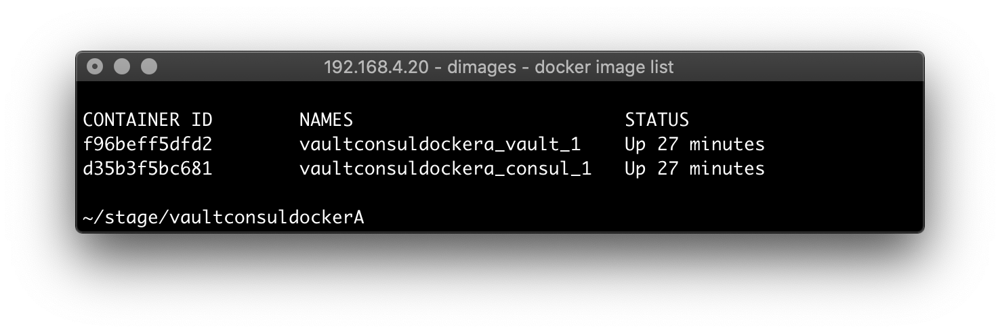 192.168.4.20 - dimages - docker image list
CONTAINER ID NAMES STATUS
f96beff5dfd2 vaultconsuldockera_vault_1 Up 27 minutes
d35b3f5bc681 vaultconsuldockera_consul_1 Up 27 minutes
~/stage/vaultconsuldockerA